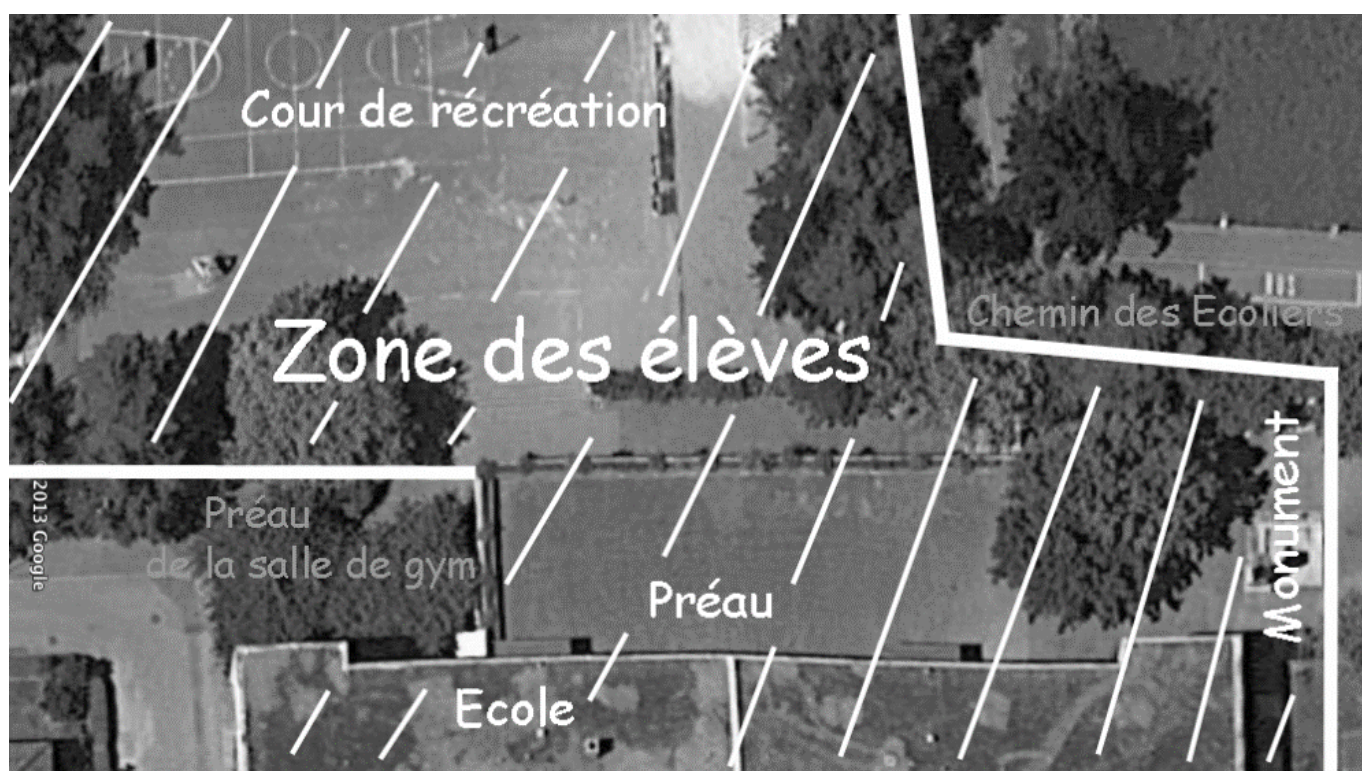 Cour de récréation
Zone des élèves
Chemin des Ecoliers
Monument
Préau
de la salle de gym
©2013 Google
Préau
Ecole
BUS